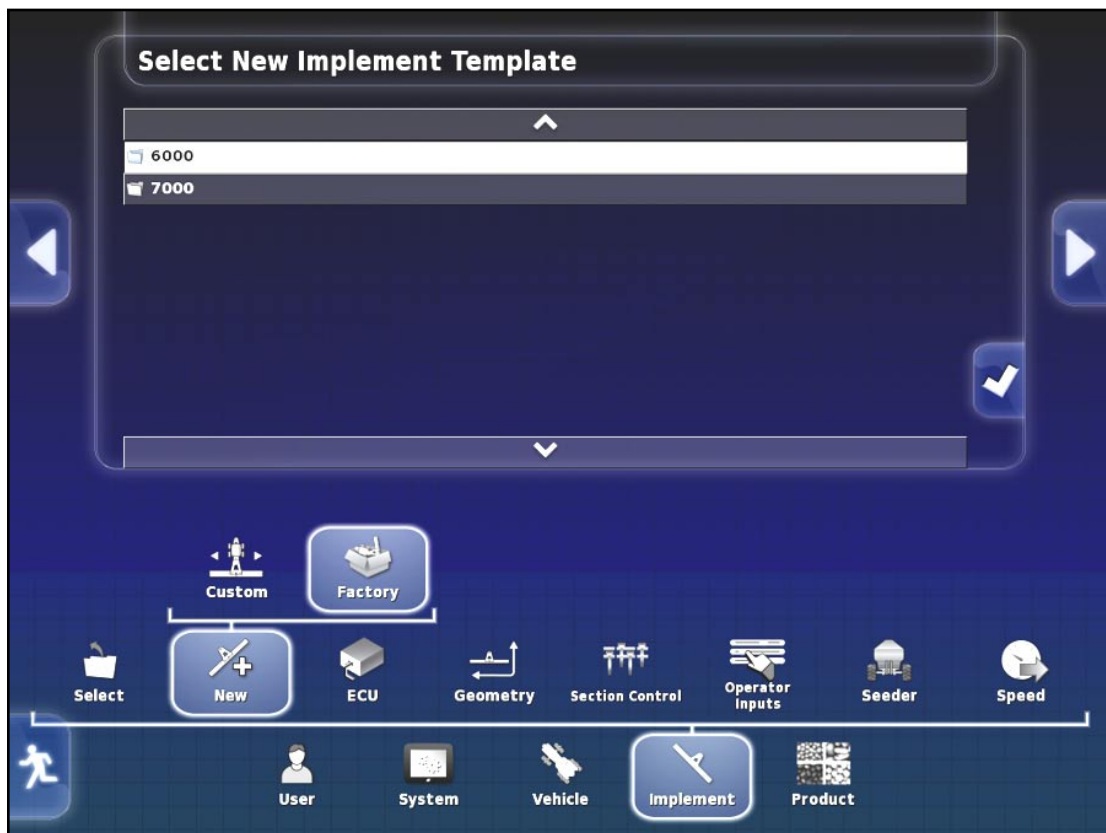 Select New Implement Template
6000
7000
Custom
Factory
Select
New
ECU
Geometry
Section Control
Operator
Inputs
Seeder
Speed
User
System
Vehicle
Implement
Product